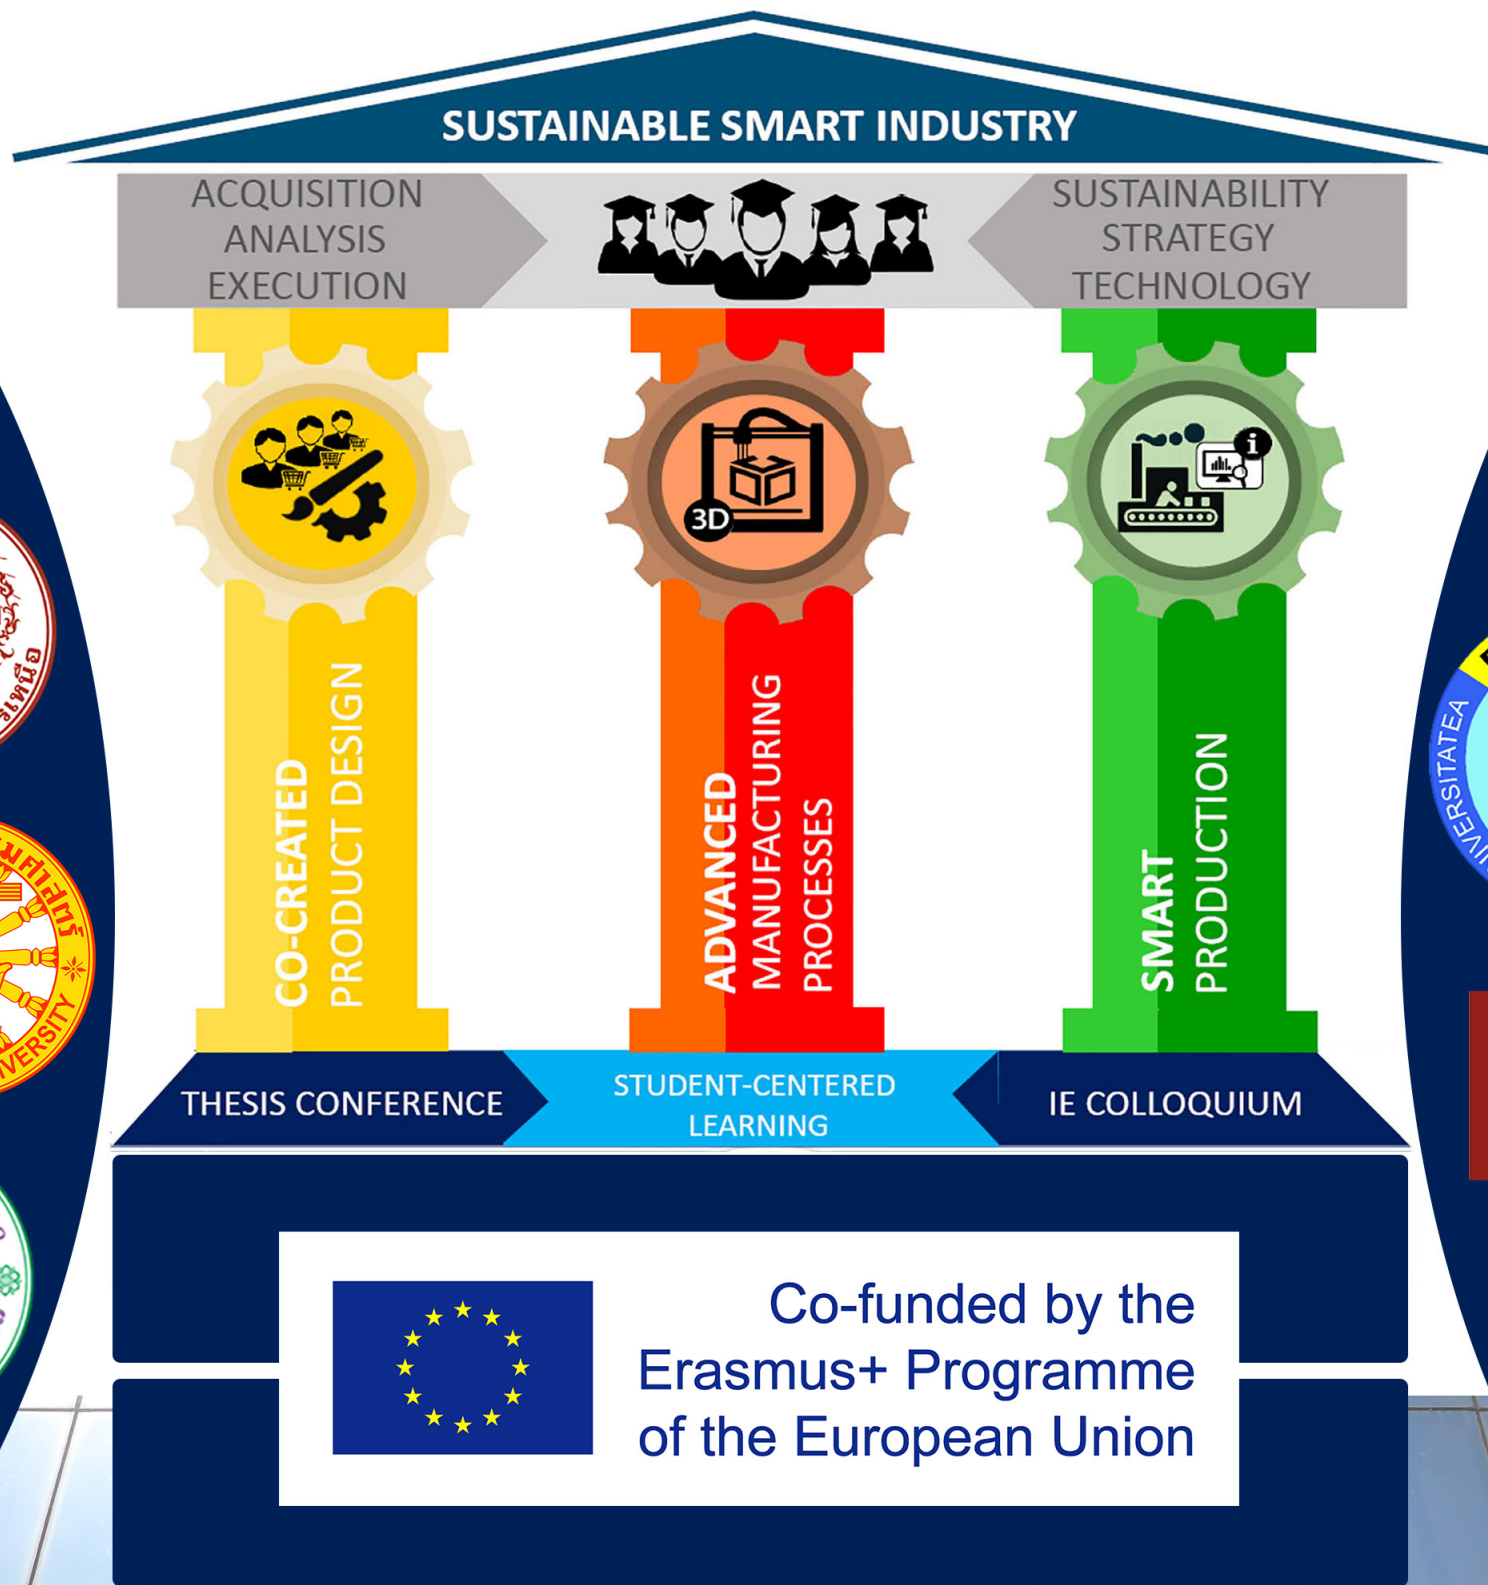 SUSTAINABLE SMART INDUSTRY
ACQUISITION
ANALYSIS
EXECUTION
SUSTAINABILITY
STRATEGY
TECHNOLOGY
3D
i
CO-CREATED
PRODUCT DESIGN
ADVANCED
MANUFACTURING
PROCESSES
SMART
PRODUCTION
THESIS CONFERENCE
STUDENT-CENTERED
LEARNING
IE COLLOQUIUM
Co-funded by the
Erasmus+ Programme
of the European Union